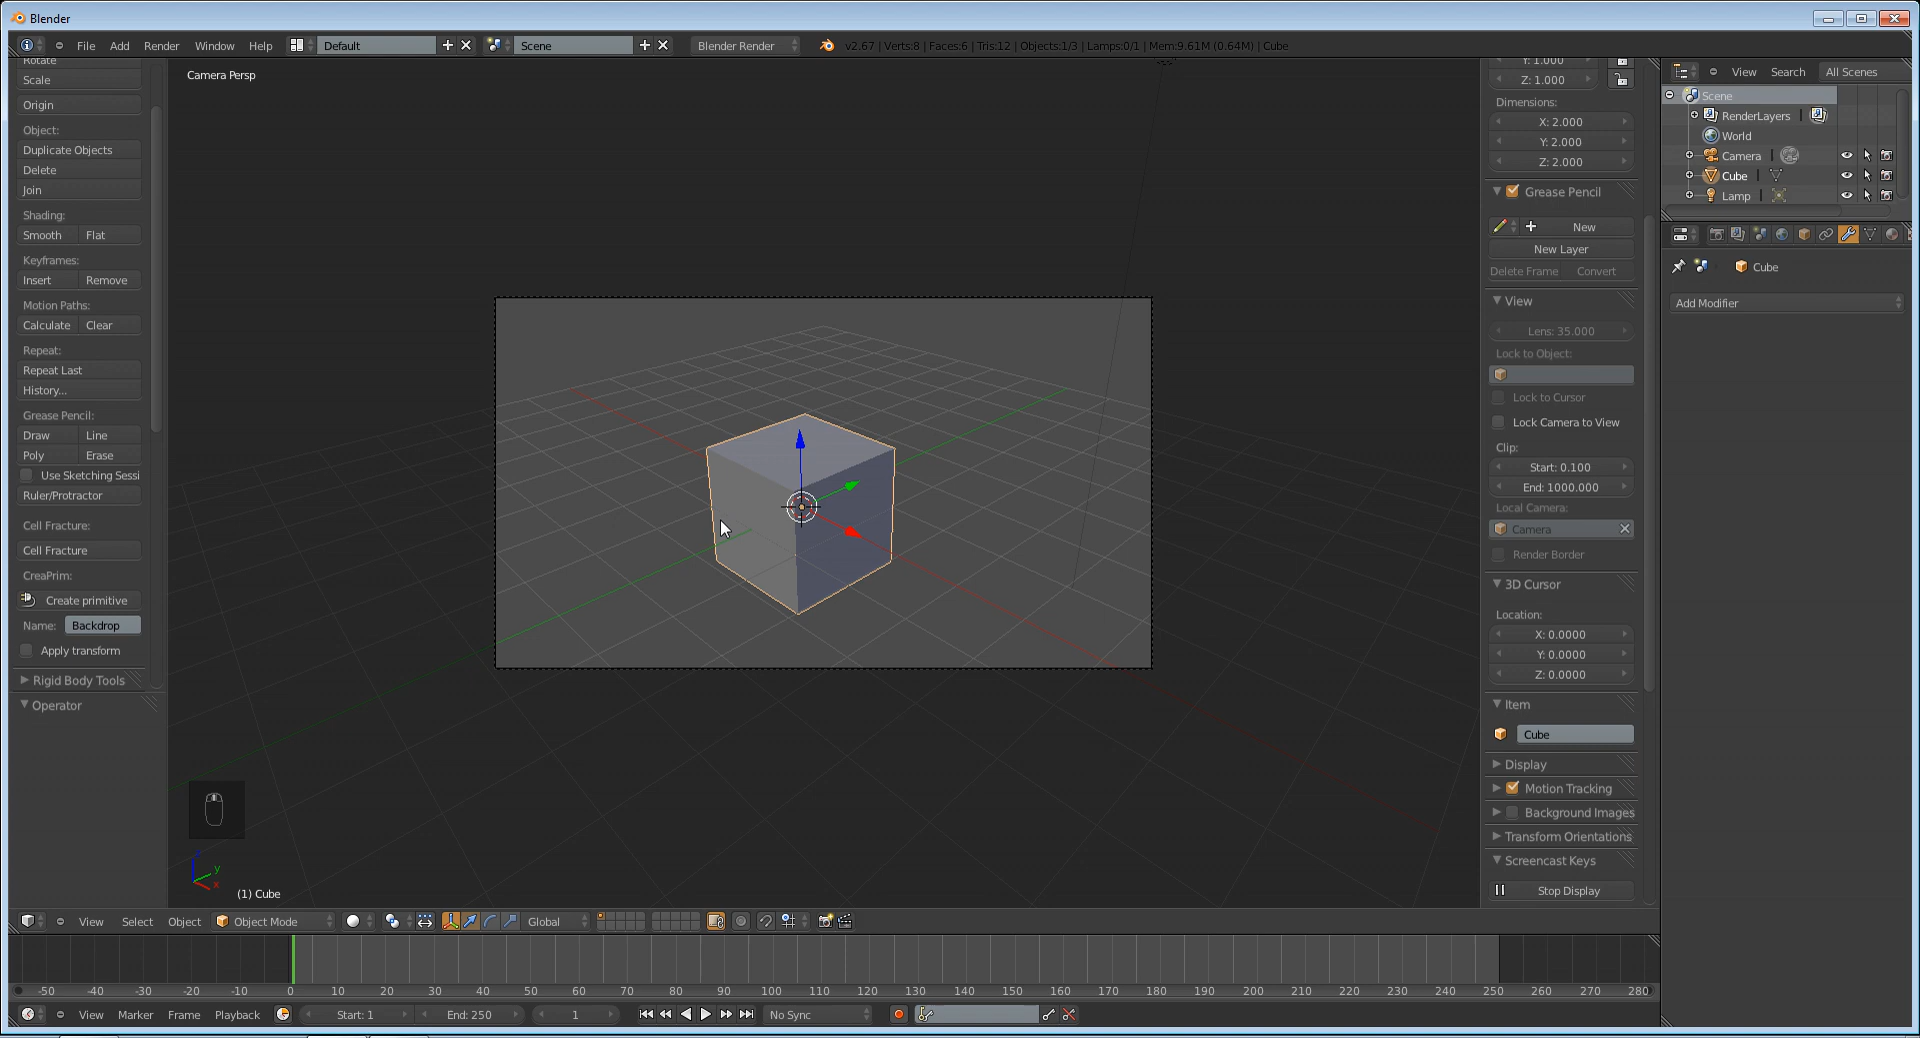 Blender
File Add Render Window Help Default Scene Blender Render v2.67 | Verts:8 | Faces:6 | Tris:12 | Objects:1/3 | Lamps:0/1 | Mem:9.61M (0.64M) | Cube
Rotate
Scale
Origin
Object:
Duplicate Objects
Delete
Join
Shading:
Smooth Flat
Keyframes:
Insert Remove
Motion Paths:
Calculate Clear
Repeat:
Repeat Last
History...
Grease Pencil:
Draw Line
Poly Erase
Use Sketching Sessi
Ruler/Protractor
Cell Fracture:
Cell Fracture
CreaPrim:
Create primitive
Name: Backdrop
Apply transform
Rigid Body Tools
Operator
Camera Persp
z
y
x
(1) Cube
Y: 1.000
Z: 1.000
Dimensions:
X: 2.000
Y: 2.000
Z: 2.000
Grease Pencil
New
New Layer
Delete Frame Convert
View
Lens: 35.000
Lock to Object:
Lock to Cursor
Lock Camera to View
Clip:
Start: 0.100
End: 1000.000
Local Camera:
Camera
Render Border
3D Cursor
Location:
X: 0.0000
Y: 0.0000
Z: 0.0000
Item
Cube
Display
Motion Tracking
Background Images
Transform Orientations
Screencast Keys
Stop Display
View Search All Scenes
Scene
RenderLayers
World
Camera
Cube
Lamp
Cube
Add Modifier
View Select Object Object Mode Global
-50 -40 -30 -20 -10 0 10 20 30 40 50 60 70 80 90 100 110 120 130 140 150 160 170 180 190 200 210 220 230 240 250 260 270 280
View Marker Frame Playback Start: 1 End: 250 1 No Sync